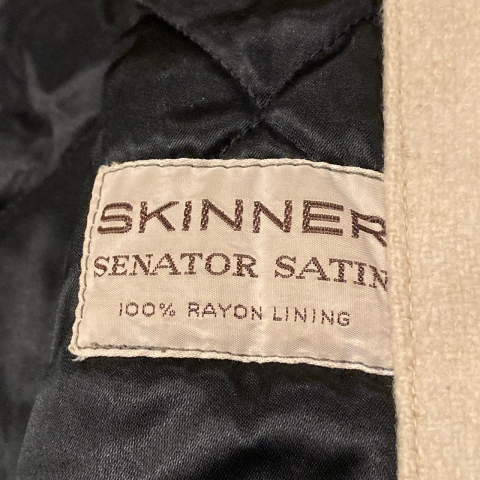 SKINNER
SENATOR SATIN
100% RAYON LINING